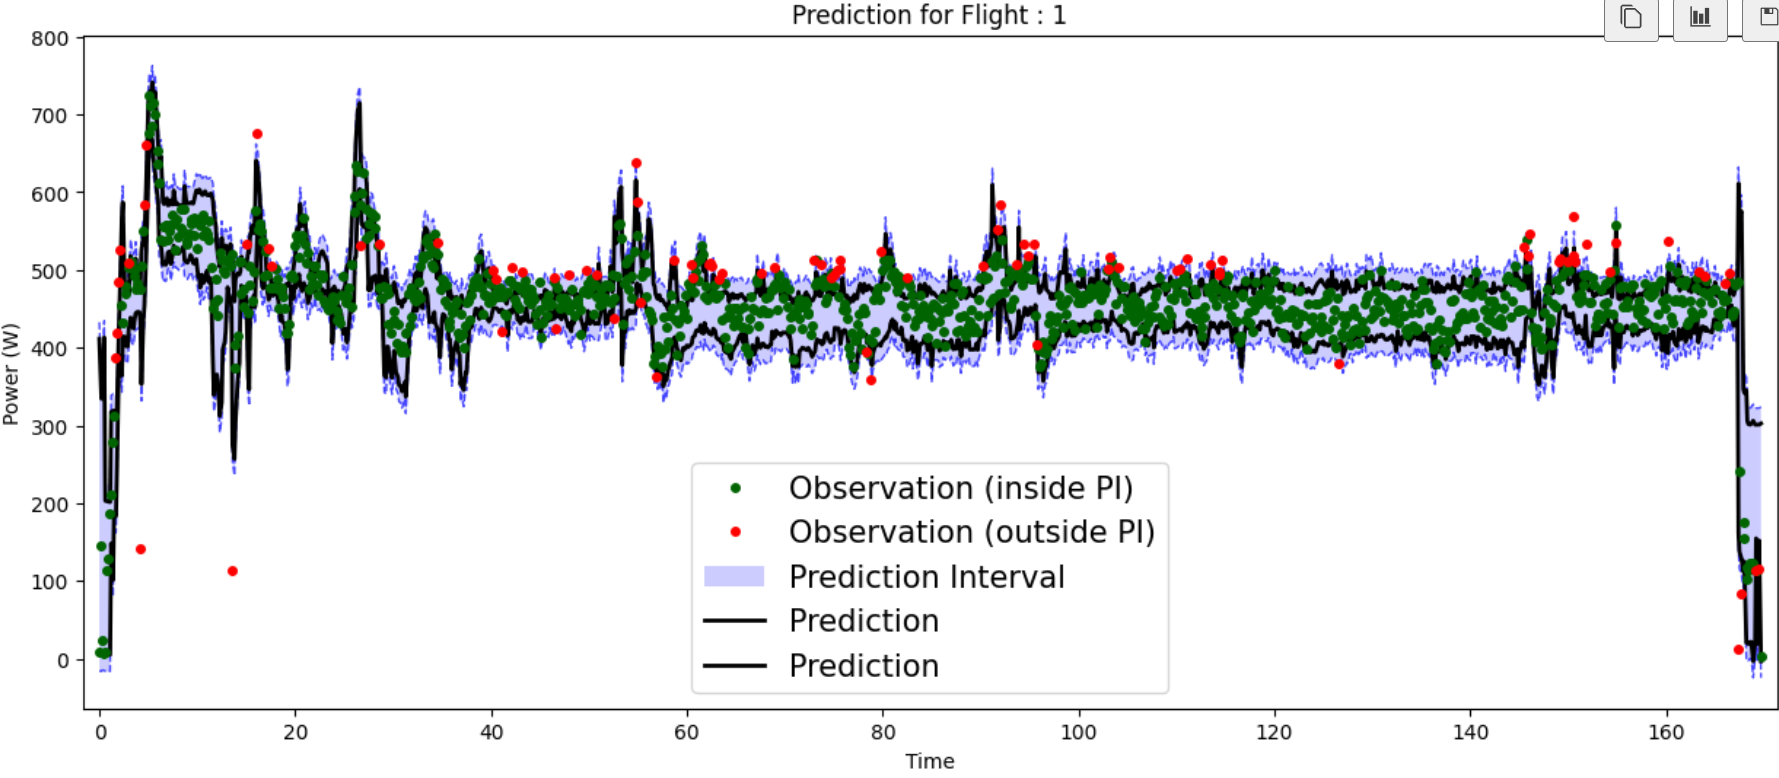 Prediction for Flight : 1
800
700
600
500
400
300
200
100
0
Power (W)
Observation (inside PI)
Observation (outside PI)
Prediction Interval
Prediction
Prediction
0 20 40 60 80 100 120 140 160
Time